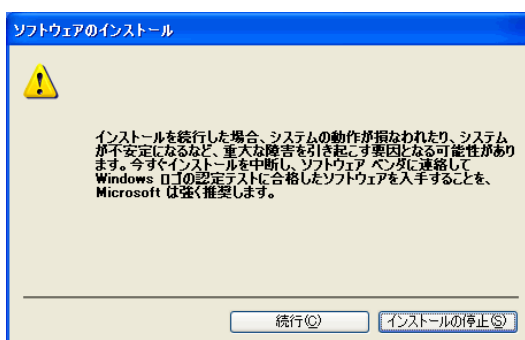 ソフトウェアのインストール
インストールを続行した場合、システムの動作が損なわれたり、システム
が不安定になるなど、重大な障害を引き起こす要因となる可能性があり
ます。今すぐインストールを中断し、ソフトウェア ベンダに連絡して
Windows ロゴの認定テストに合格したソフトウェアを入手することを、
Microsoft は強く推奨します。
続行(C) インストールの停止(S)